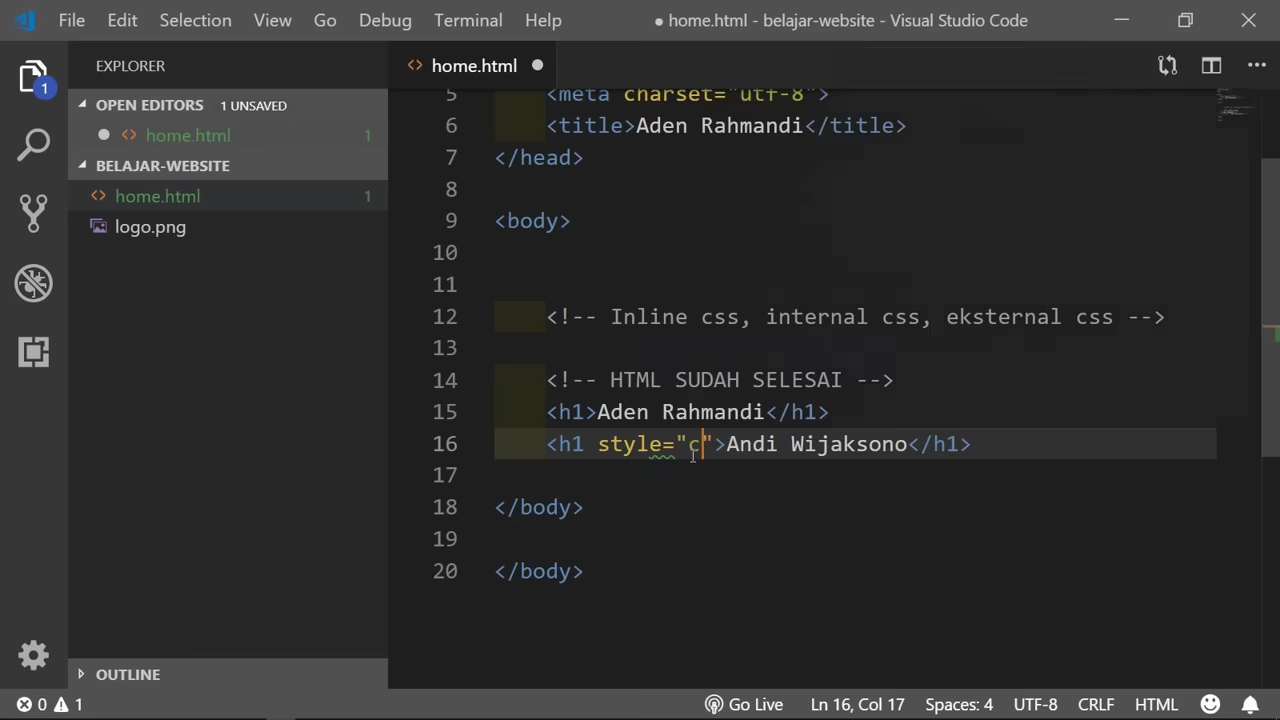 File Edit Selection View Go Debug Terminal Help ● home.html - belajar-website - Visual Studio Code
1
EXPLORER
OPEN EDITORS 1 UNSAVED
home.html 1
BELAJAR-WEBSITE
home.html 1
logo.png
OUTLINE
home.html
5 <meta charset="utf-8">
6 <title>Aden Rahmandi</title>
7 </head>
8
9 <body>
10
11
12 <!-- Inline css, internal css, eksternal css -->
13
14 <!-- HTML SUDAH SELESAI -->
15 <h1>Aden Rahmandi</h1>
16 <h1 style="c">Andi Wijaksono</h1>
17
18 </body>
19
20 </body>
0 1 Go Live Ln 16, Col 17 Spaces: 4 UTF-8 CRLF HTML